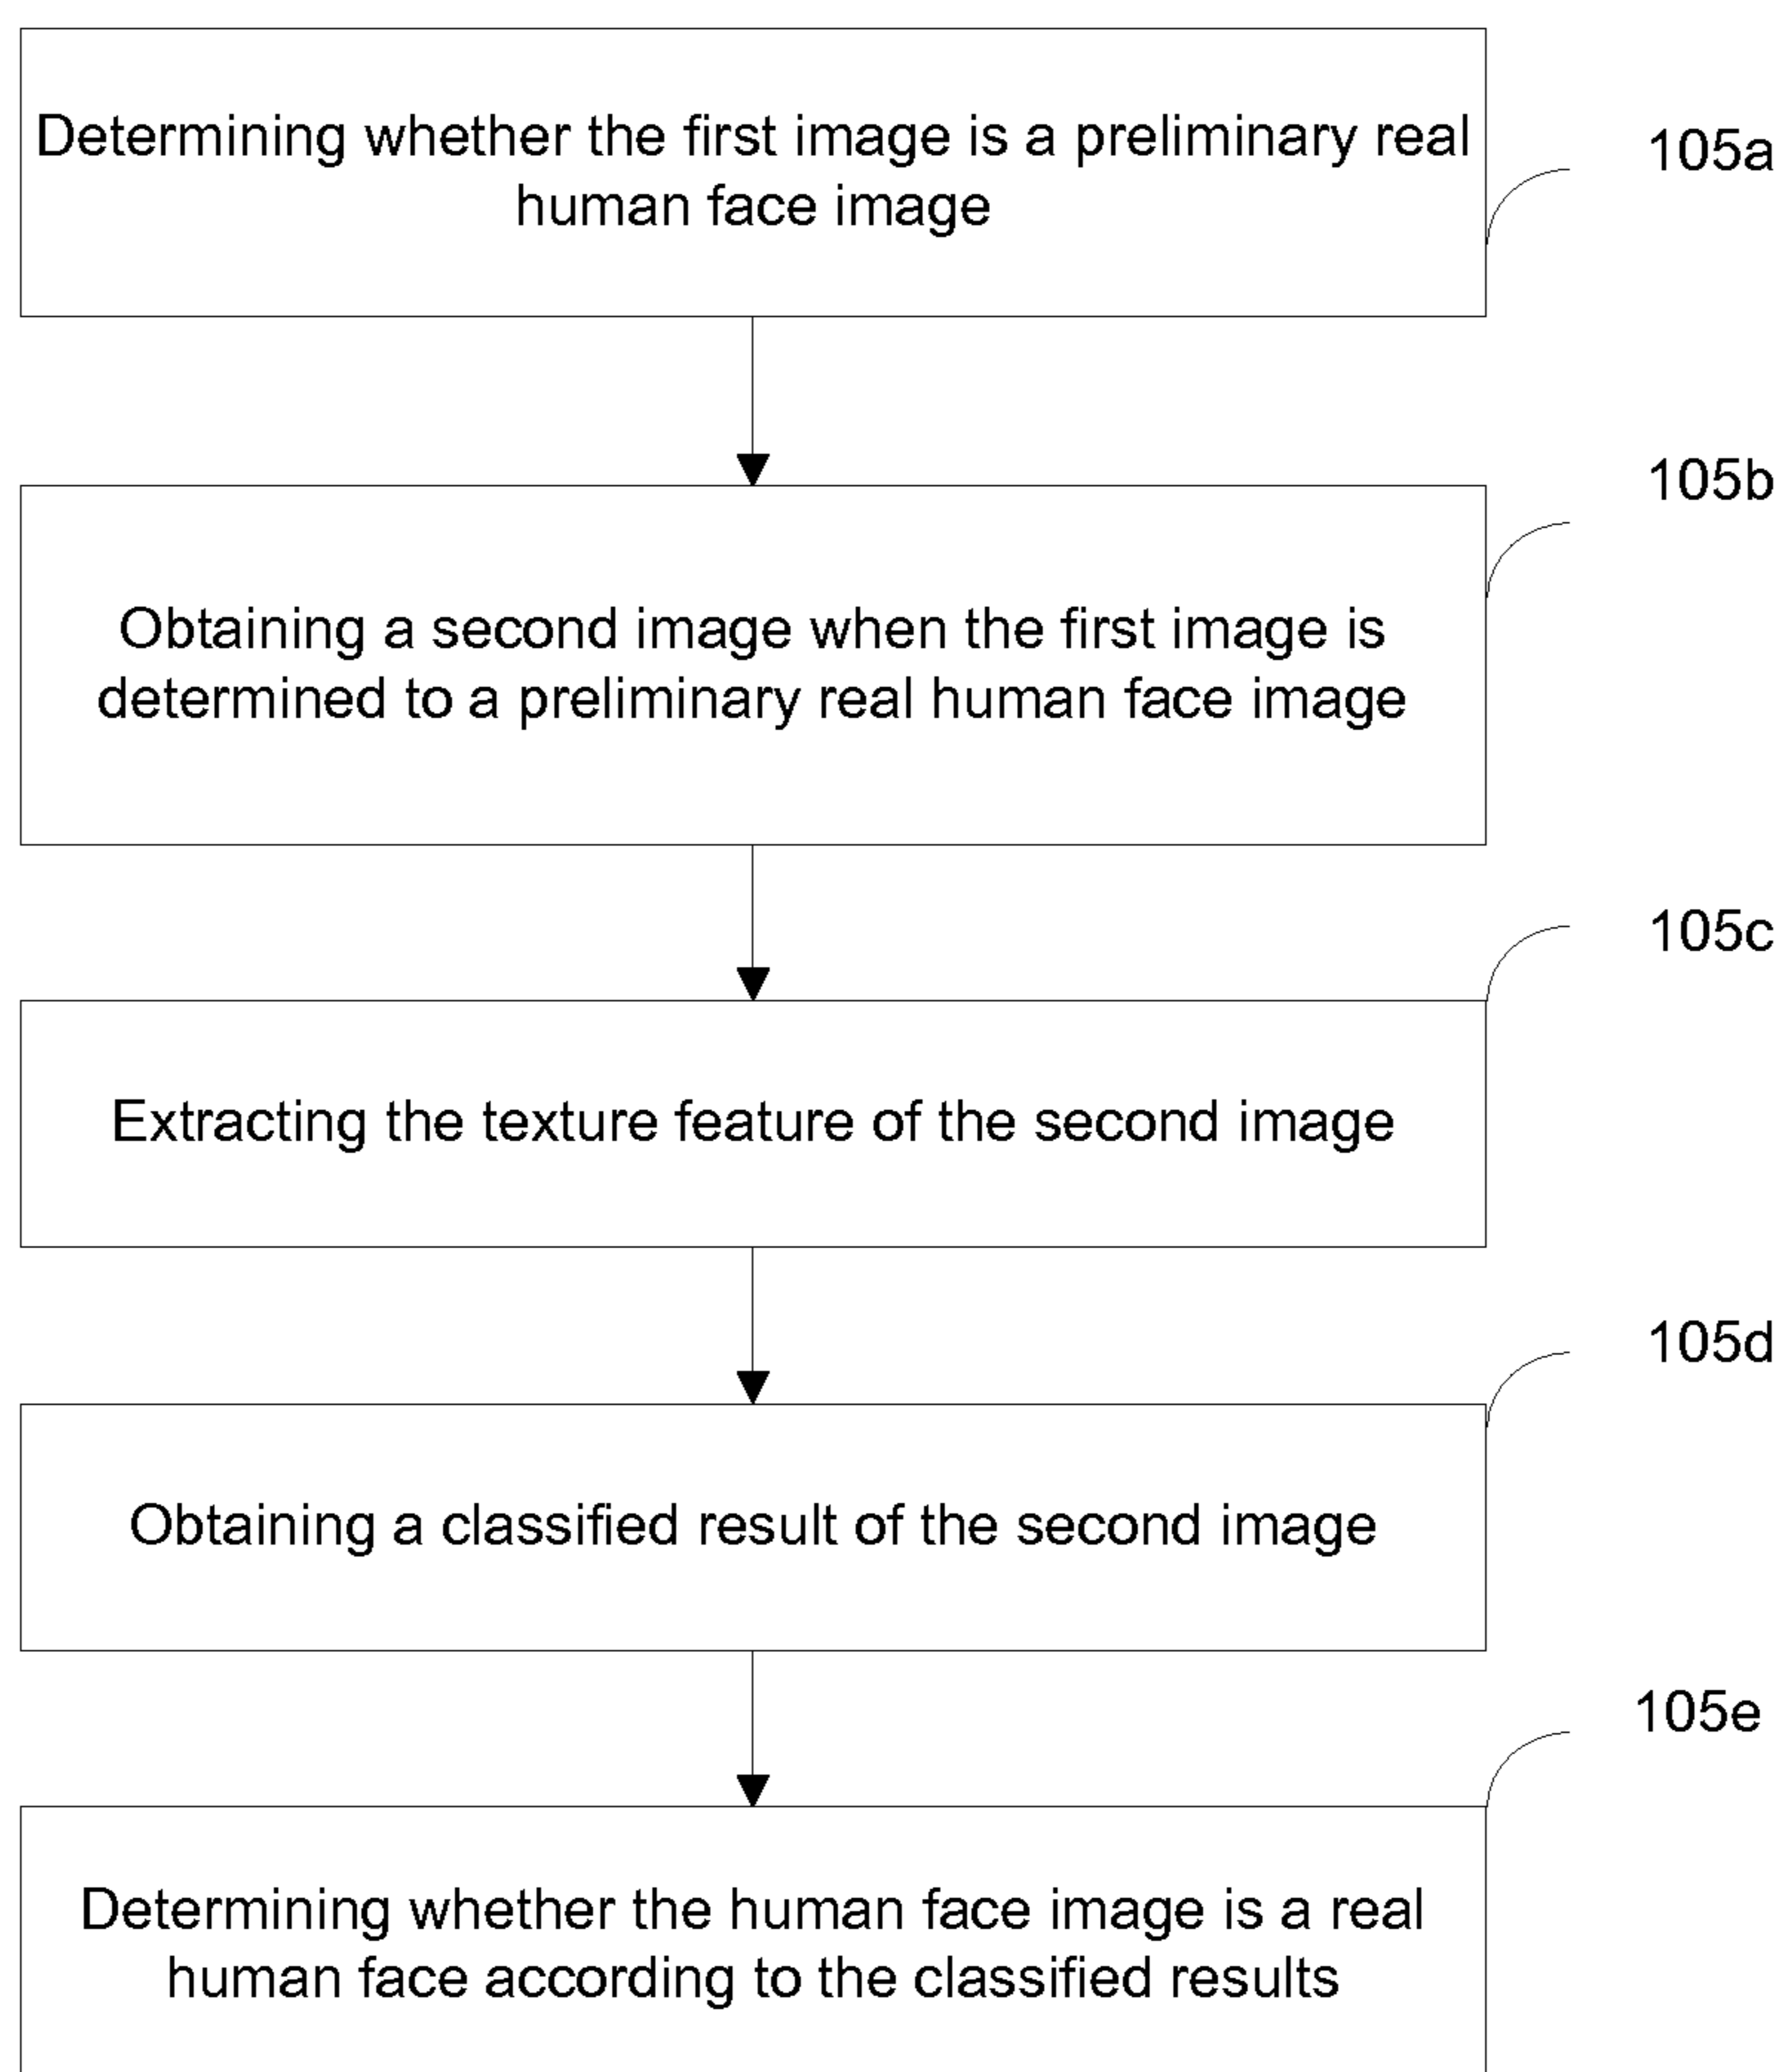 Determining whether the first image is a preliminary real
human face image
105a
105b
Obtaining a second image when the first image is
determined to a preliminary real human face image
105c
Extracting the texture feature of the second image
105d
Obtaining a classified result of the second image
105e
Determining whether the human face image is a real
human face according to the classified results